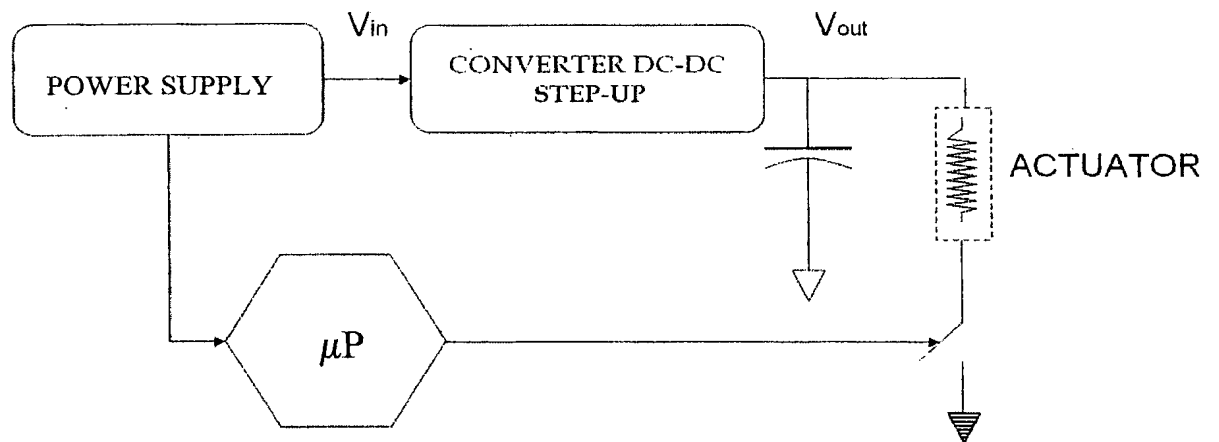 Vin
Vout
POWER SUPPLY
CONVERTER DC-DC
STEP-UP
ACTUATOR
μP